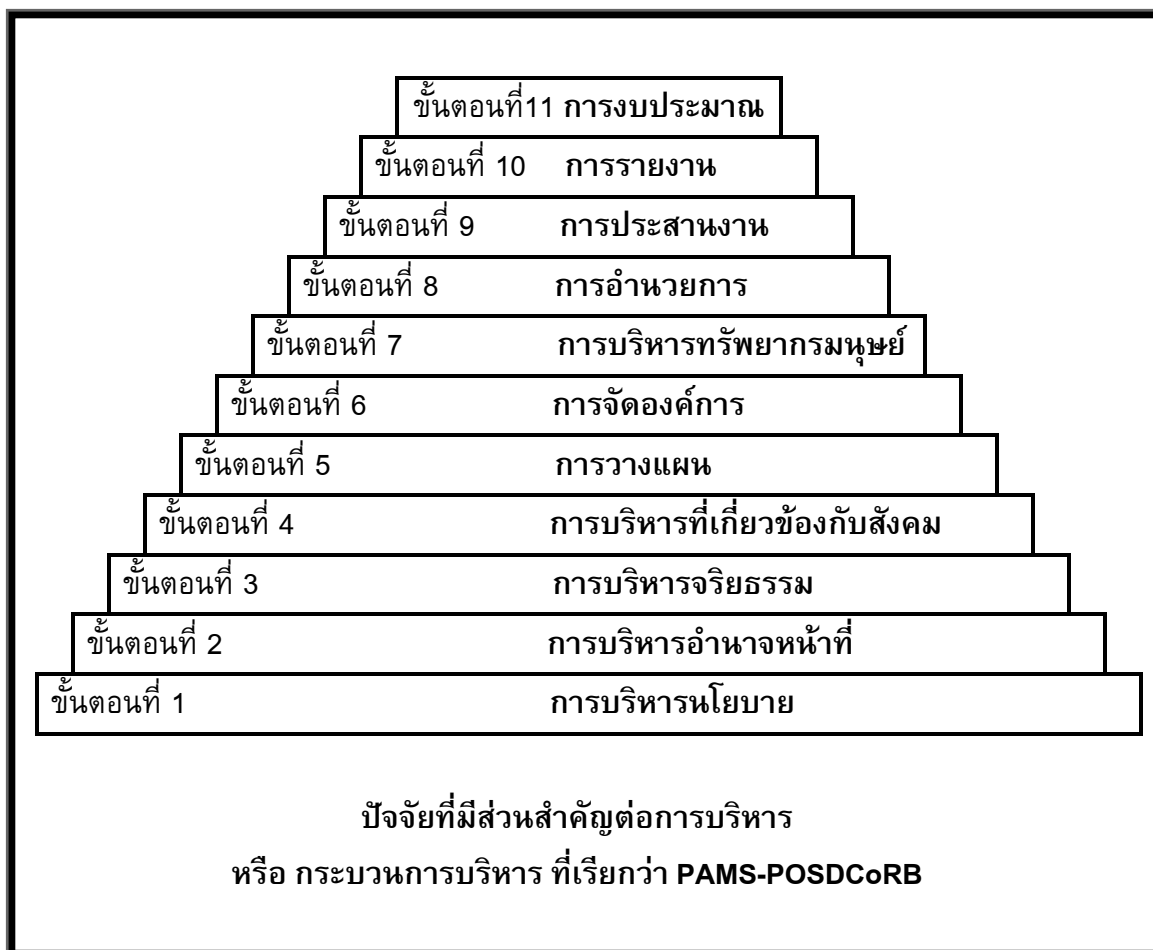 ขั้นตอนที่11 การงบประมาณ
ขั้นตอนที่ 10 การรายงาน
ขั้นตอนที่ 9 การประสานงาน
ขั้นตอนที่ 8 การอำนวยการ
ขั้นตอนที่ 7 การบริหารทรัพยากรมนุษย์
ขั้นตอนที่ 6 การจัดองค์การ
ขั้นตอนที่ 5 การวางแผน
ขั้นตอนที่ 4 การบริหารที่เกี่ยวข้องกับสังคม
ขั้นตอนที่ 3 การบริหารจริยธรรม
ขั้นตอนที่ 2 การบริหารอำนาจหน้าที่
ขั้นตอนที่ 1 การบริหารนโยบาย
ปัจจัยที่มีส่วนสำคัญต่อการบริหาร
หรือ กระบวนการบริหาร ที่เรียกว่า PAMS-POSDCoRB